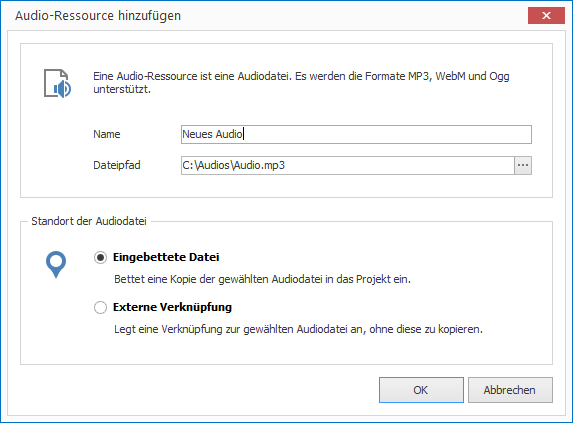 Audio-Ressource hinzufügen
Eine Audio-Ressource ist eine Audiodatei. Es werden die Formate MP3, WebM und Ogg
unterstützt.
Name
Neues Audio
Dateipfad
C:\Audios\Audio.mp3
...
Standort der Audiodatei
Eingebettete Datei
Bettet eine Kopie der gewählten Audiodatei in das Projekt ein.
Externe Verknüpfung
Legt eine Verknüpfung zur gewählten Audiodatei an, ohne diese zu kopieren.
OK
Abbrechen